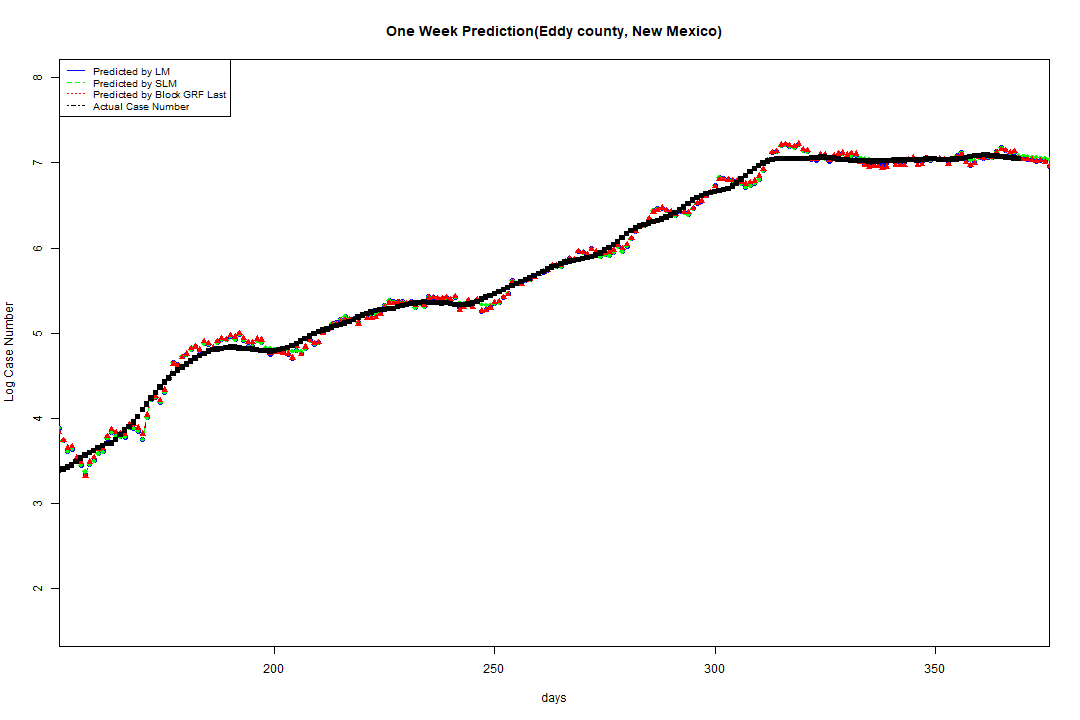 One Week Prediction(Eddy county, New Mexico)
Predicted by LM
Predicted by SLM
Predicted by Block GRF Last
Actual Case Number
8
7
6
5
4
3
2
Log Case Number
200 250 300 350
days